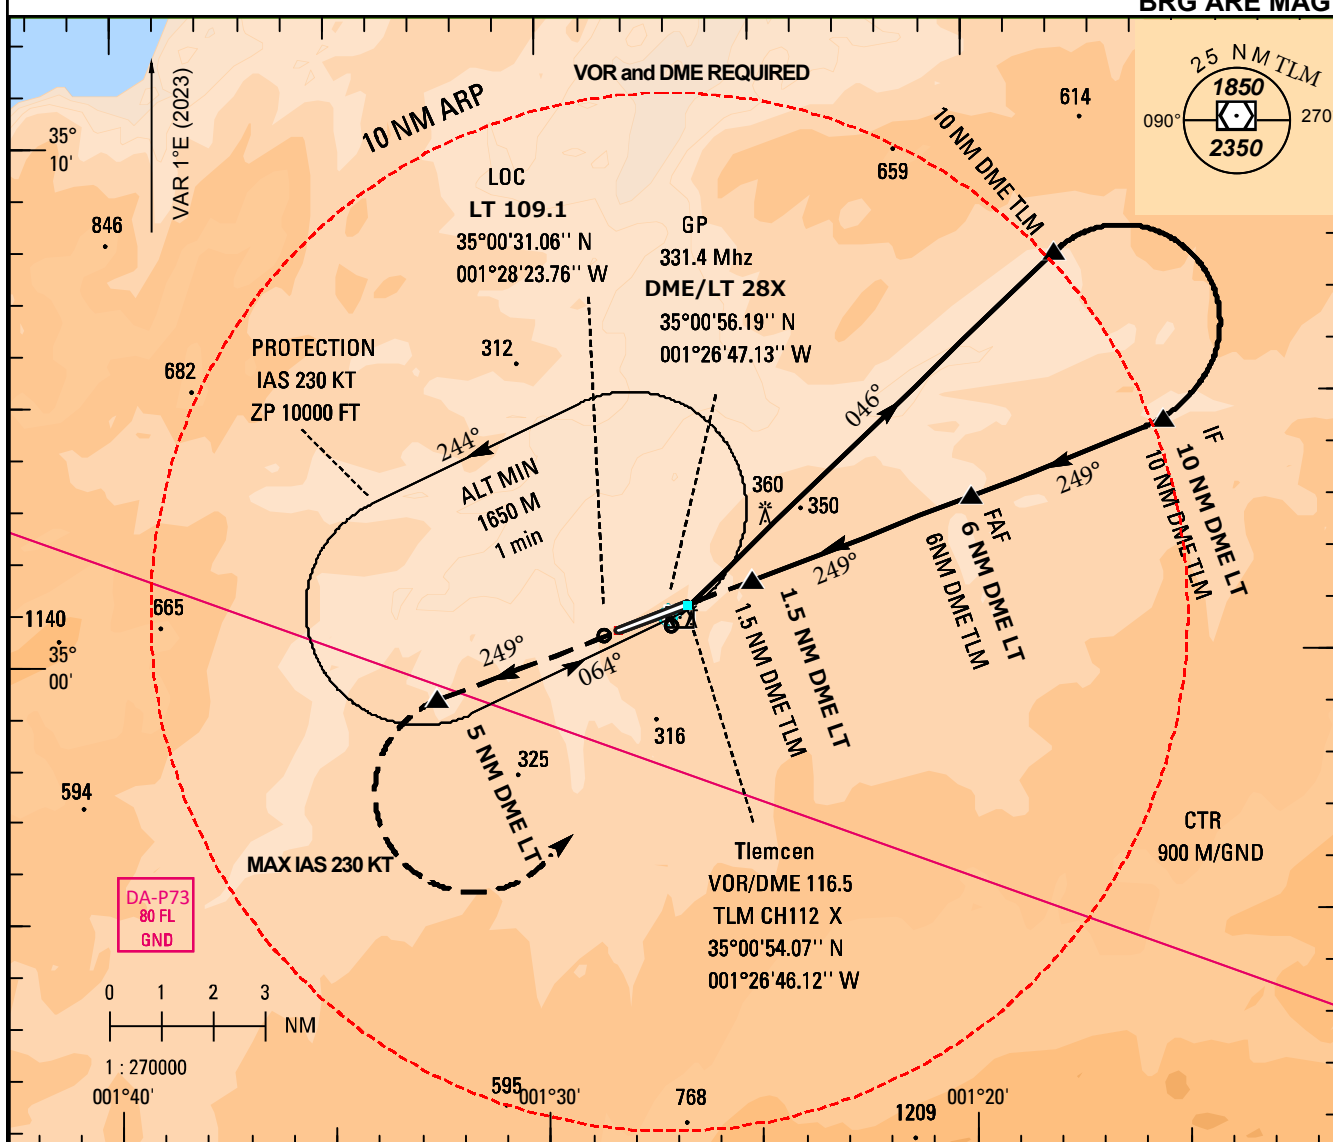 BRG ARE MAG
VOR and DME REQUIRED
10 NM ARP
VAR 1°E (2023)
35°
10'
25 NM TLM
1850
090°
270
2350
614
659
10 NM DME TLM
846
LOC
LT 109.1
35°00'31.06'' N
001°28'23.76'' W
GP
331.4 Mhz
DME/LT 28X
35°00'56.19'' N
001°26'47.13'' W
312
682
PROTECTION
IAS 230 KT
ZP 10000 FT
244°
ALT MIN
1650 M
1 min
046°
360
350
IF
10 NM DME LT
10 NM DME TLM
249°
FAF
6 NM DME LT
6NM DME TLM
249°
1.5 NM DME LT
1.5 NM DME TLM
665
1140
35°
00'
249°
064°
316
325
5 NM DME LT
594
MAX IAS 230 KT
CTR
900 M/GND
Tlemcen
VOR/DME 116.5
TLM CH112 X
35°00'54.07'' N
001°26'46.12'' W
DA-P73
80 FL
GND
0 1 2 3
NM
1 : 270000
595
768
1209
001°40'
001°30'
001°20'